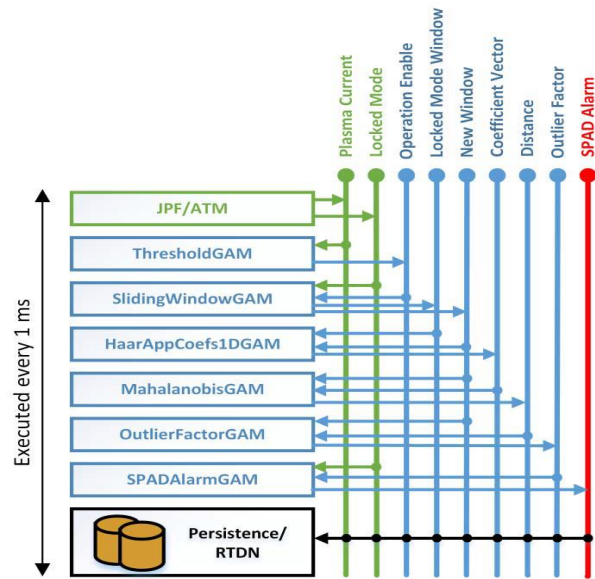 Plasma Current
Locked Mode
Operation Enable
Locked Mode Window
New Window
Coefficient Vector
Distance
Outlier Factor
SPAD Alarm
Executed every 1 ms
JPF/ATM
ThresholdGAM
SlidingWindowGAM
HaarAppCoefs1DGAM
MahalanobisGAM
OutlierFactorGAM
SPADAlarmGAM
Persistence/
RTDN